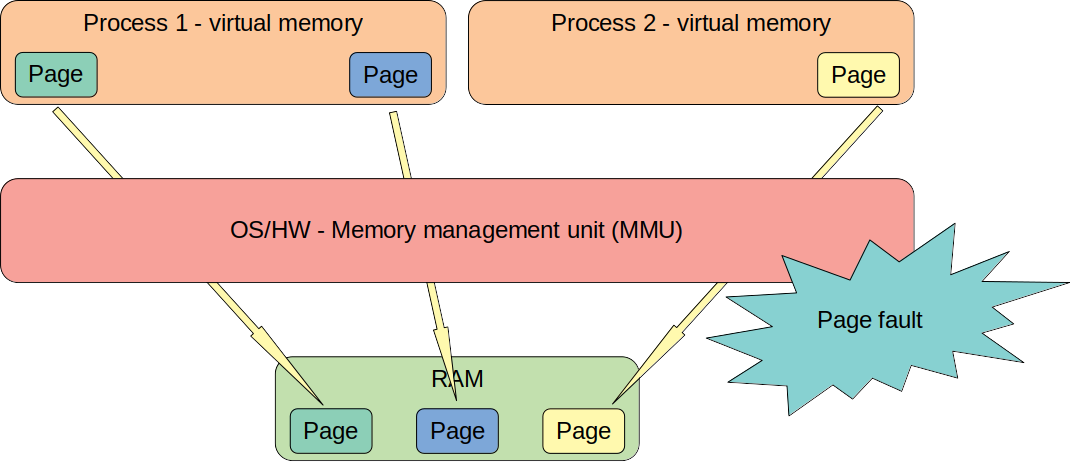 Process 1 - virtual memory
Process 2 - virtual memory
Page
Page
Page
OS/HW - Memory management unit (MMU)
Page fault
RAM
Page
Page
Page